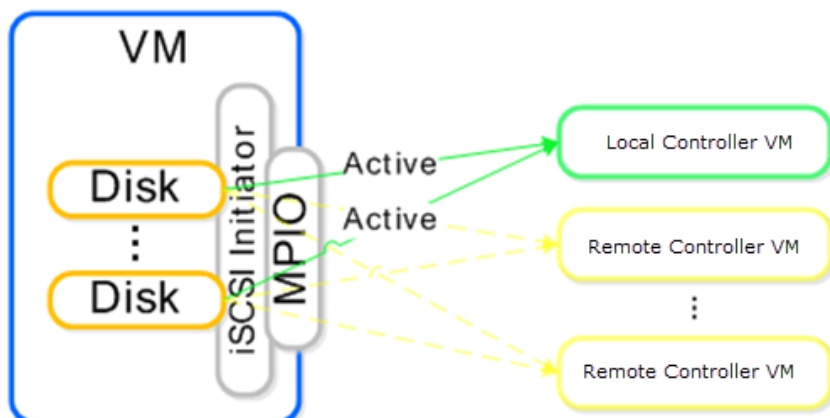 VM
Disk
⋮
Disk
iSCSI Initiator
MPIO
Active
Active
Local Controller VM
Remote Controller VM
⋮
Remote Controller VM